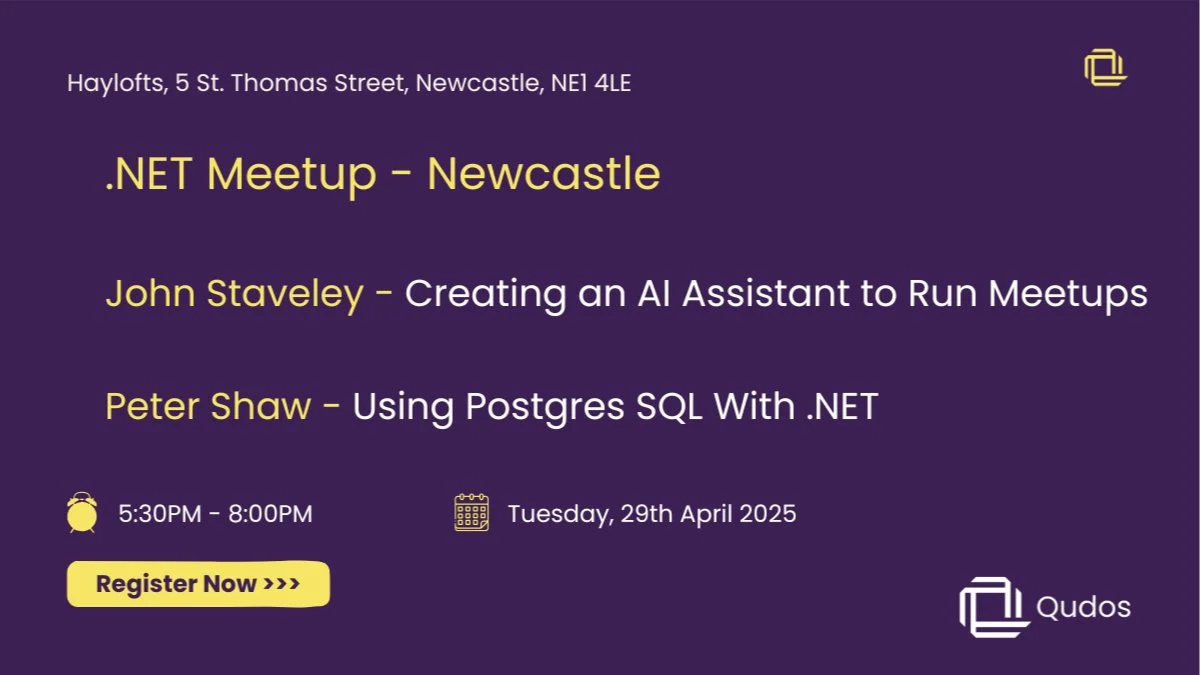 Haylofts, 5 St. Thomas Street, Newcastle, NE1 4LE
.NET Meetup - Newcastle
John Staveley - Creating an AI Assistant to Run Meetups
Peter Shaw - Using Postgres SQL With .NET
5:30PM - 8:00PM
Tuesday, 29th April 2025
Register Now >>>
Qudos